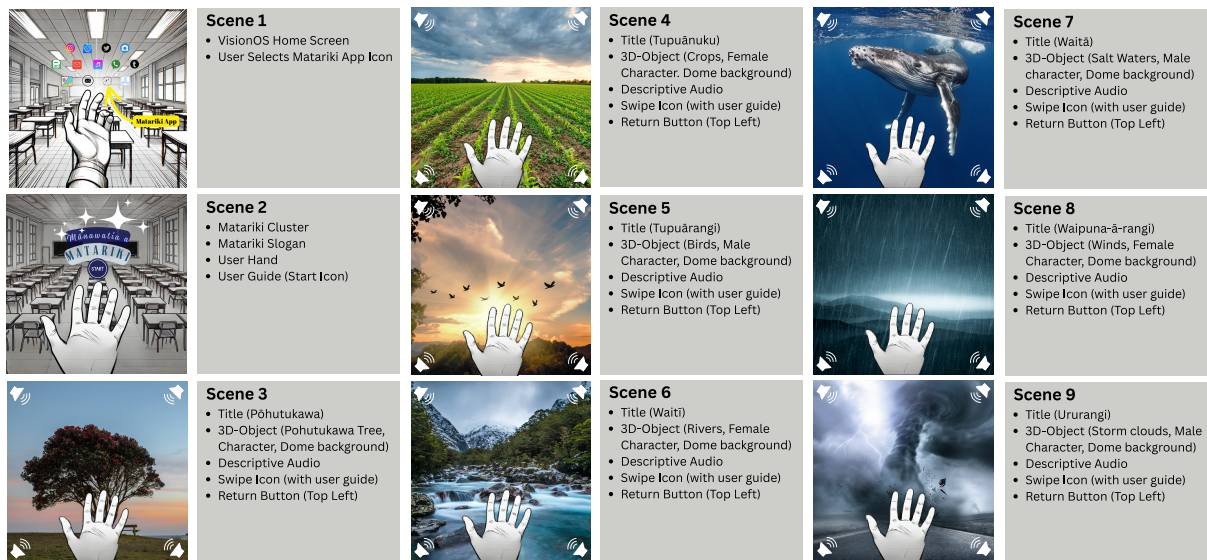 Scene 1
• VisionOS Home Screen
• User Selects Matariki App Icon
Matariki App
Scene 2
• Matariki Cluster
• Matariki Slogan
• User Hand
• User Guide (Start Icon)
Mānawatia a
MATARIKI
START
Scene 3
• Title (Pōhutukawa)
• 3D-Object (Pohutukawa Tree,
Character, Dome background)
• Descriptive Audio
• Swipe Icon (with user guide)
• Return Button (Top Left)
Scene 4
• Title (Tupuānuku)
• 3D-Object (Crops, Female
Character. Dome background)
• Descriptive Audio
• Swipe Icon (with user guide)
• Return Button (Top Left)
Scene 5
• Title (Tupuārangi)
• 3D-Object (Birds, Male
Character, Dome background)
• Descriptive Audio
• Swipe Icon (with user guide)
• Return Button (Top Left)
Scene 6
• Title (Waitī)
• 3D-Object (Rivers, Female
Character, Dome background)
• Descriptive Audio
• Swipe Icon (with user guide)
• Return Button (Top Left)
Scene 7
• Title (Waitā)
• 3D-Object (Salt Waters, Male
character, Dome background)
• Descriptive Audio
• Swipe Icon (with user guide)
• Return Button (Top Left)
Scene 8
• Title (Waipuna-ā-rangi)
• 3D-Object (Winds, Female
Character, Dome background)
• Descriptive Audio
• Swipe Icon (with user guide)
• Return Button (Top Left)
Scene 9
• Title (Ururangi)
• 3D-Object (Storm clouds, Male
Character, Dome background)
• Descriptive Audio
• Swipe Icon (with user guide)
• Return Button (Top Left)